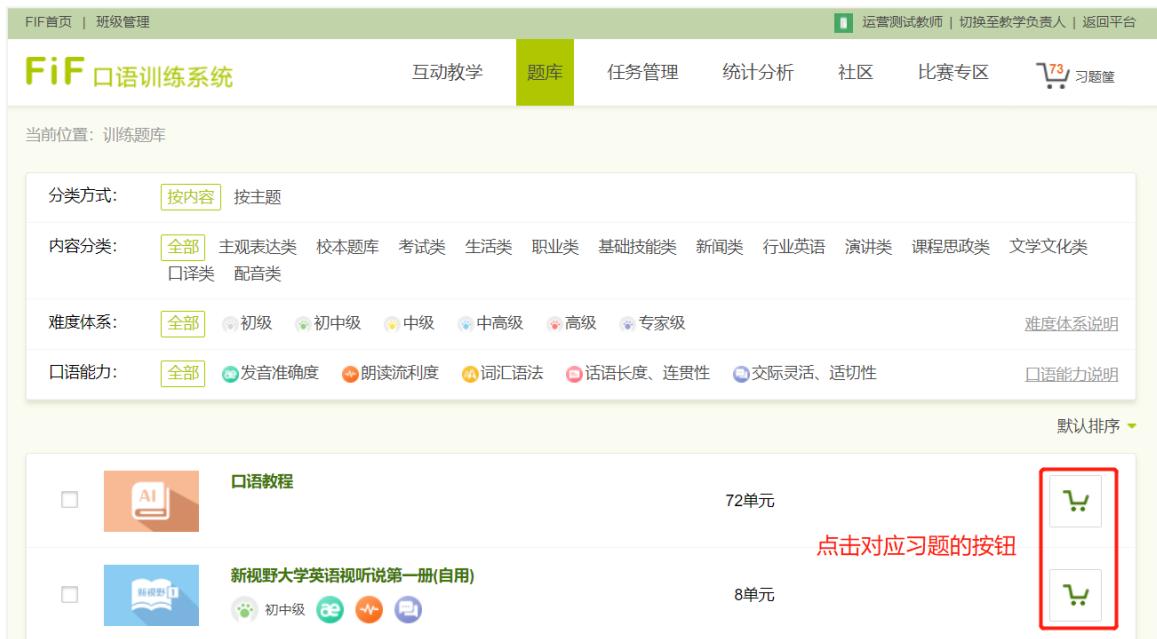 FIF首页 | 班级管理 运营测试教师 | 切换至教学负责人 | 返回平台
FiF 口语训练系统 互动教学 题库 任务管理 统计分析 社区 比赛专区 73 习题筐
当前位置：训练题库
分类方式： 按内容 按主题
内容分类： 全部 主观表达类 校本题库 考试类 生活类 职业类 基础技能类 新闻类 行业英语 演讲类 课程思政类 文学文化类
口译类 配音类
难度体系： 全部 初级 初中级 中级 中高级 高级 专家级 难度体系说明
口语能力： 全部 æ 发音准确度 朗读流利度 词汇语法 话语长度、连贯性 交际灵活、适切性 口语能力说明
默认排序
口语教程
AI 72单元
点击对应习题的按钮
新视野大学英语视听说第一册(自用)
新视野 1 8单元
初中级 æ